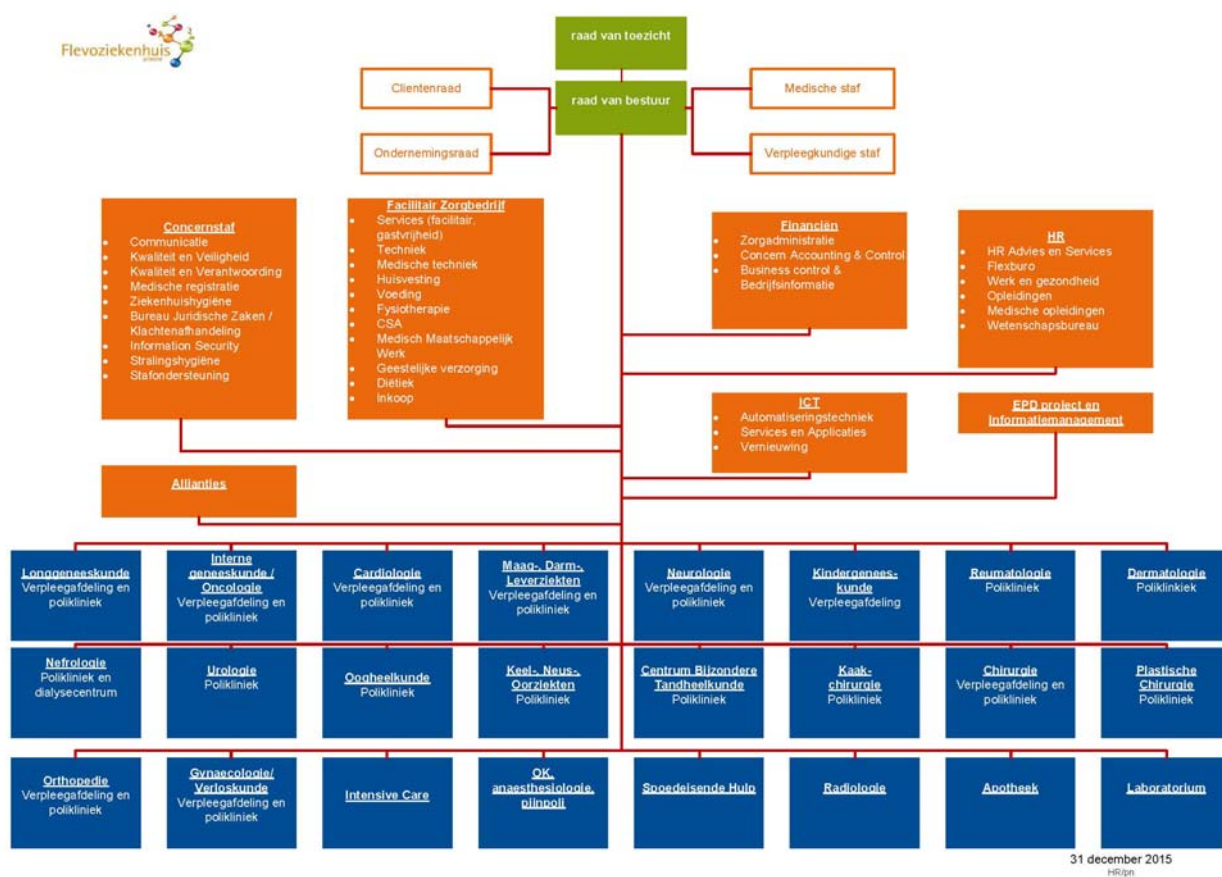 Flevoziekenhuis
raad van toezicht
raad van bestuur
Clientenraad
Medische staf
Ondernemingsraad
Verpleegkundige staf
Concernstaf
• Communicatie
• Kwaliteit en Veiligheid
• Kwaliteit en Verantwoording
• Medische registratie
• Ziekenhuishygiëne
• Bureau Juridische Zaken /
Klachtenafhandeling
• Information Security
• Stralingshygiëne
• Stafondersteuning
Facilitair Zorgbedrijf
• Services (facilitair,
gastvrijheid)
• Techniek
• Medische techniek
• Huisvesting
• Voeding
• Fysiotherapie
• CSA
• Medisch Maatschappelijk
Werk
• Geestelijke verzorging
• Diëtiek
• Inkoop
Financiën
• Zorgadministratie
• Concern Accounting & Control
• Business control &
Bedrijfsinformatie
HR
• HR Advies en Services
• Flexburo
• Werk en gezondheid
• Opleidingen
• Medische opleidingen
• Wetenschapsbureau
ICT
• Automatiseringstechniek
• Services en Applicaties
• Vernieuwing
EPD project en
Informatiemanagement
Allianties
Longgeneeskunde
Verpleegafdeling en
polikliniek
Interne
geneeskunde /
Oncologie
Verpleegafdeling en
polikliniek
Cardiologie
Verpleegafdeling en
polikliniek
Maag-, Darm-,
Leverziekten
Verpleegafdeling en
polikliniek
Neurologie
Verpleegafdeling en
polikliniek
Kindergenees-
kunde
Verpleegafdeling
Reumatologie
Polikliniek
Dermatologie
Poliklinkiek
Nefrologie
Polikliniek en
dialysecentrum
Urologie
Polikliniek
Oogheelkunde
Polikliniek
Keel-, Neus-,
Oorziekten
Polikliniek
Centrum Bijzondere
Tandheelkunde
Polikliniek
Kaak-
chirurgie
Polikliniek
Chirurgie
Verpleegafdeling en
polikliniek
Plastische
Chirurgie
Polikliniek
Orthopedie
Verpleegafdeling en
polikliniek
Gynaecologie/
Verloskunde
Verpleegafdeling en
polikliniek
Intensive Care
OK,
anaesthesiologie,
pijnpoli
Spoedeisende Hulp
Radiologie
Apotheek
Laboratorium
31 december 2015
HR/pn